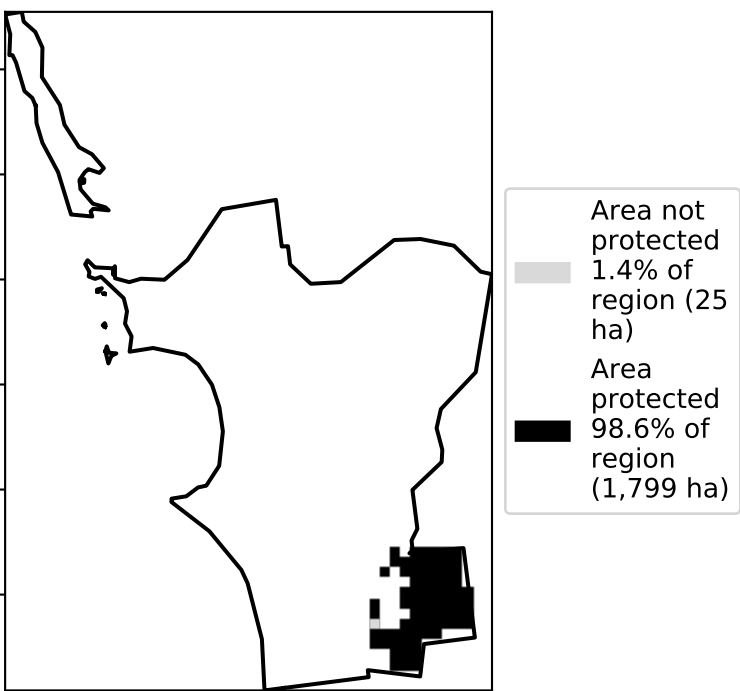 Area not
protected
1.4% of
region (25
ha)
Area
protected
98.6% of
region
(1,799 ha)